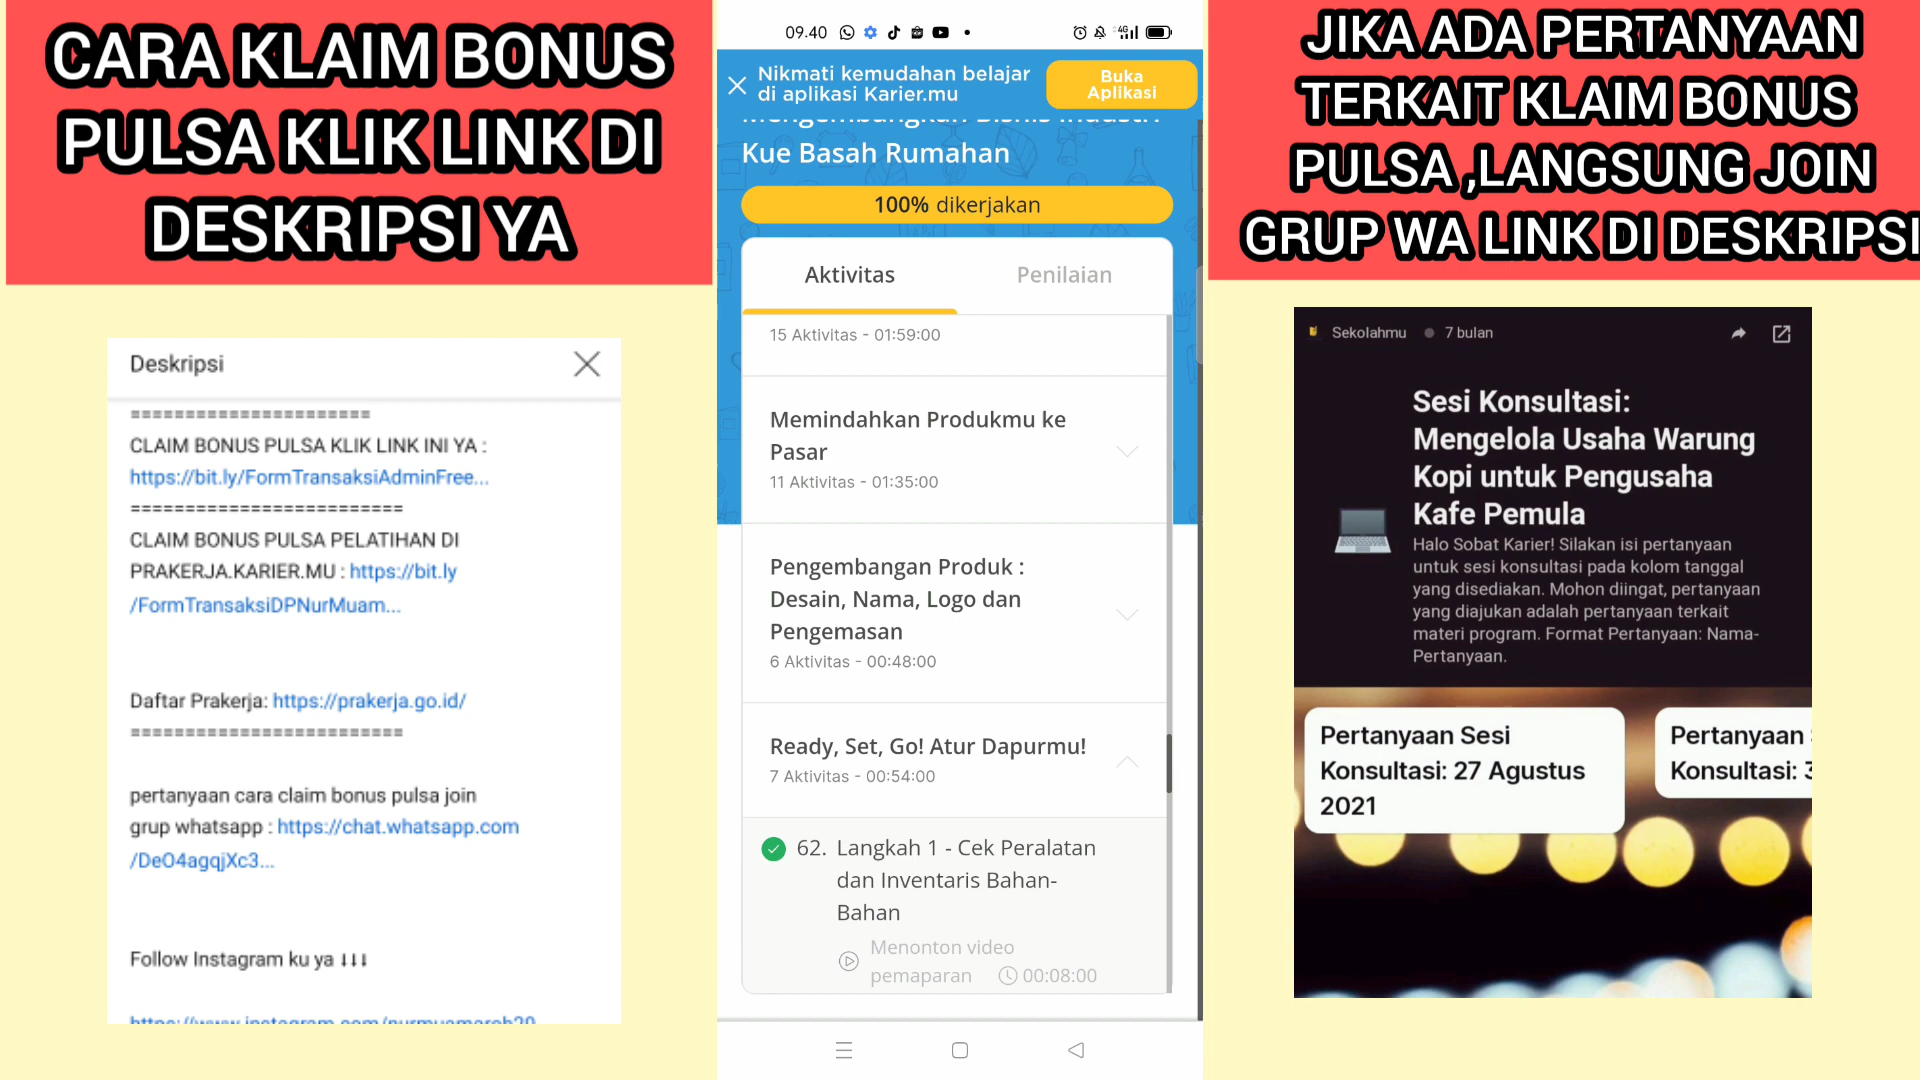 CARA KLAIM BONUS
PULSA KLIK LINK DI
DESKRIPSI YA
Deskripsi
======================
CLAIM BONUS PULSA KLIK LINK INI YA :
https://bit.ly/FormTransaksiAdminFree...
=========================
CLAIM BONUS PULSA PELATIHAN DI
PRAKERJA.KARIER.MU : https://bit.ly
/FormTransaksiDPNurMuam...
Daftar Prakerja: https://prakerja.go.id/
=========================
pertanyaan cara claim bonus pulsa join
grup whatsapp : https://chat.whatsapp.com
/DeO4agqjXc3...
Follow Instagram ku ya ⭣⭣⭣
09.40
4G
Nikmati kemudahan belajar
di aplikasi Karier.mu
Buka
Aplikasi
Mengembangkan Bisnis Industri
Kue Basah Rumahan
100% dikerjakan
Aktivitas
Penilaian
15 Aktivitas - 01:59:00
Memindahkan Produkmu ke
Pasar
11 Aktivitas - 01:35:00
Pengembangan Produk :
Desain, Nama, Logo dan
Pengemasan
6 Aktivitas - 00:48:00
Ready, Set, Go! Atur Dapurmu!
7 Aktivitas - 00:54:00
62. Langkah 1 - Cek Peralatan
dan Inventaris Bahan-
Bahan
Menonton video
pemaparan 00:08:00
JIKA ADA PERTANYAAN
TERKAIT KLAIM BONUS
PULSA ,LANGSUNG JOIN
GRUP WA LINK DI DESKRIPSI
Sekolahmu 7 bulan
Sesi Konsultasi:
Mengelola Usaha Warung
Kopi untuk Pengusaha
Kafe Pemula
Halo Sobat Karier! Silakan isi pertanyaan
untuk sesi konsultasi pada kolom tanggal
yang disediakan. Mohon diingat, pertanyaan
yang diajukan adalah pertanyaan terkait
materi program. Format Pertanyaan: Nama-
Pertanyaan.
Pertanyaan Sesi
Konsultasi: 27 Agustus
2021
Pertanyaan
Konsultasi: